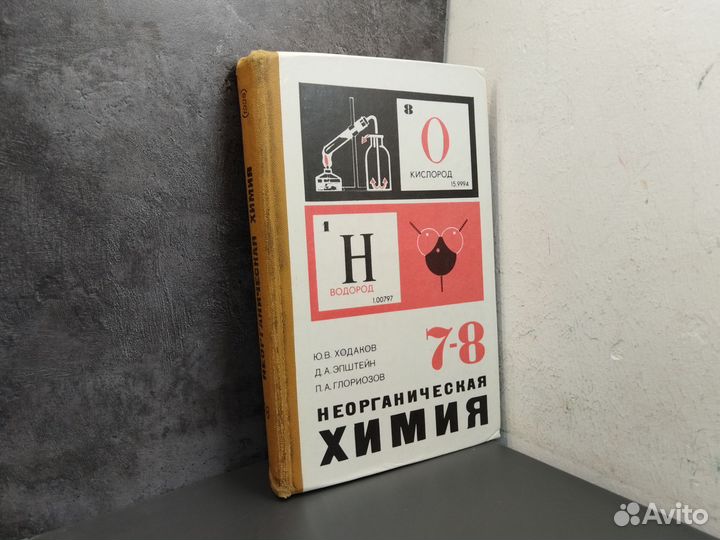 8
О
КИСЛОРОД
15.9994
1
Н
ВОДОРОД
1.00797
7-8
Ю.В. ХОДАКОВ
Д.А. ЭПШТЕЙН
П.А. ГЛОРИОЗОВ
НЕОРГАНИЧЕСКАЯ
ХИМИЯ
НЕОРГАНИЧЕСКАЯ ХИМИЯ
Avito